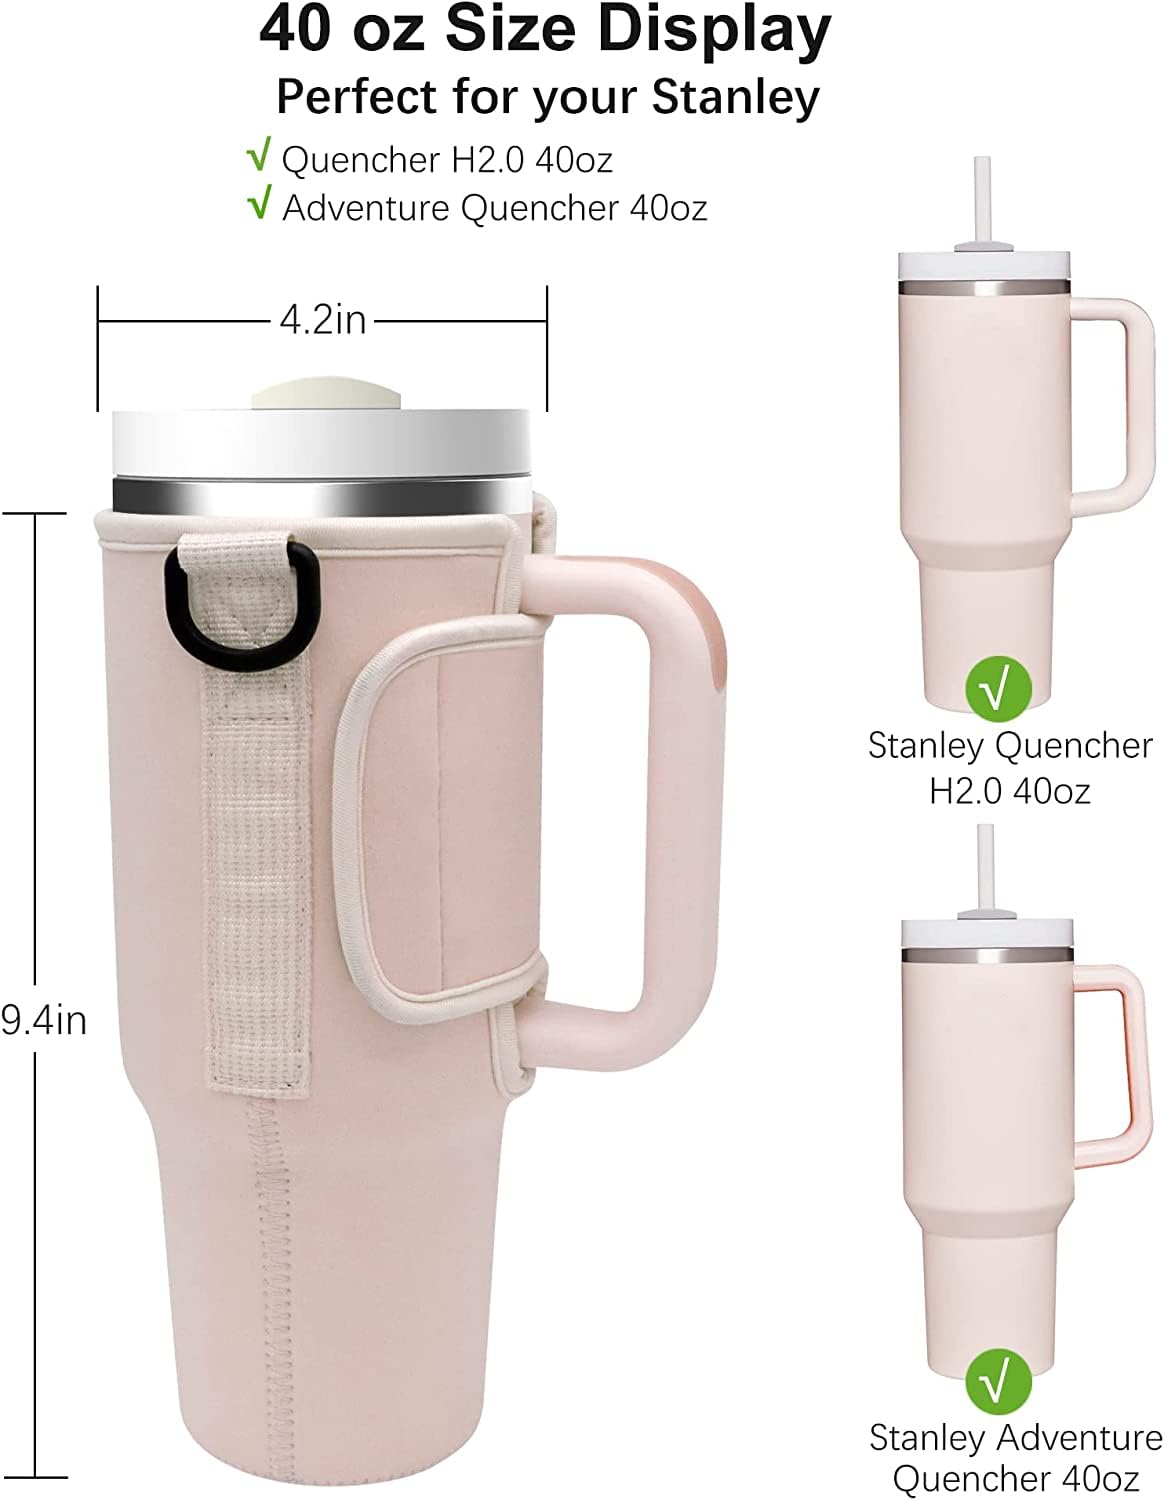 40 oz Size Display
Perfect for your Stanley
√ Quencher H2.0 40oz
√ Adventure Quencher 40oz
4.2in
9.4in
√
Stanley Quencher
H2.0 40oz
√
Stanley Adventure
Quencher 40oz